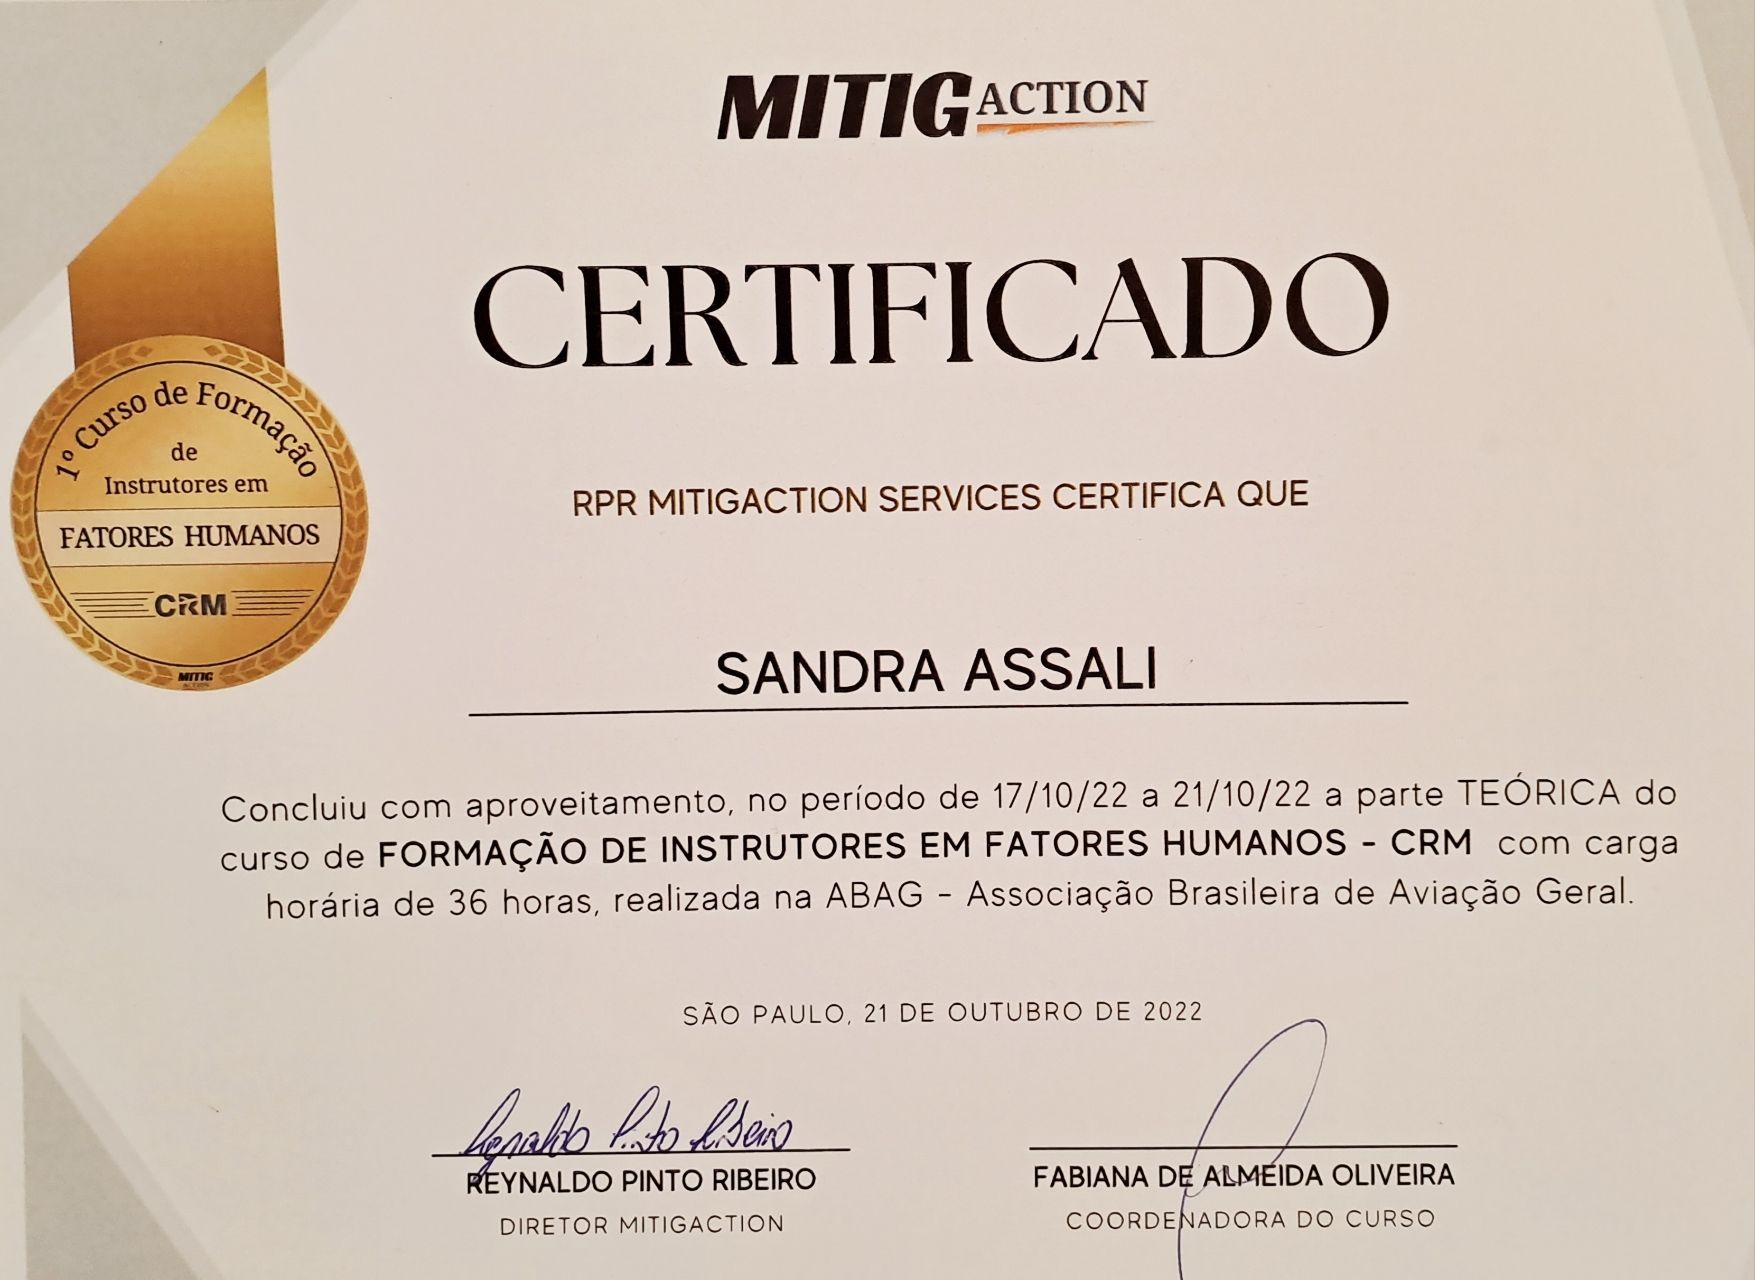 MITIGACTION
CERTIFICADO
1º Curso de Formação
de
Instrutores em
FATORES HUMANOS
CRM
MITIG
ACTION
RPR MITIGACTION SERVICES CERTIFICA QUE
SANDRA ASSALI
Concluiu com aproveitamento, no período de 17/10/22 a 21/10/22 a parte TEÓRICA do
curso de FORMAÇÃO DE INSTRUTORES EM FATORES HUMANOS - CRM com carga
horária de 36 horas, realizada na ABAG - Associação Brasileira de Aviação Geral.
SÃO PAULO, 21 DE OUTUBRO DE 2022
Reynaldo Pinto Ribeiro
REYNALDO PINTO RIBEIRO
DIRETOR MITIGACTION
FABIANA DE ALMEIDA OLIVEIRA
COORDENADORA DO CURSO